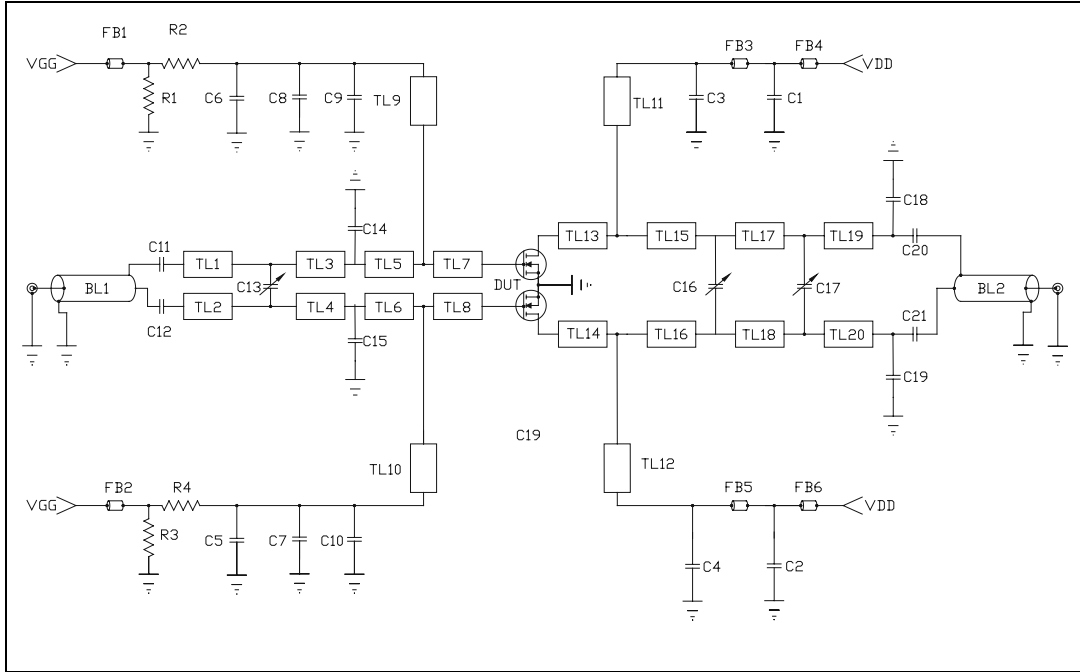 FB1
R2
FB3
FB4
VGG
VDD
R1
C6
C8
C9
TL9
TL11
C3
C1
C14
C18
C11
TL1
TL3
TL5
TL7
TL13
TL15
TL17
TL19
C20
BL1
C13
DUT
C16
C17
BL2
TL2
TL4
TL6
TL8
C12
C15
TL14
TL16
TL18
TL20
C21
C19
C19
TL10
TL12
FB2
R4
FB5
FB6
VGG
VDD
R3
C5
C7
C10
C4
C2